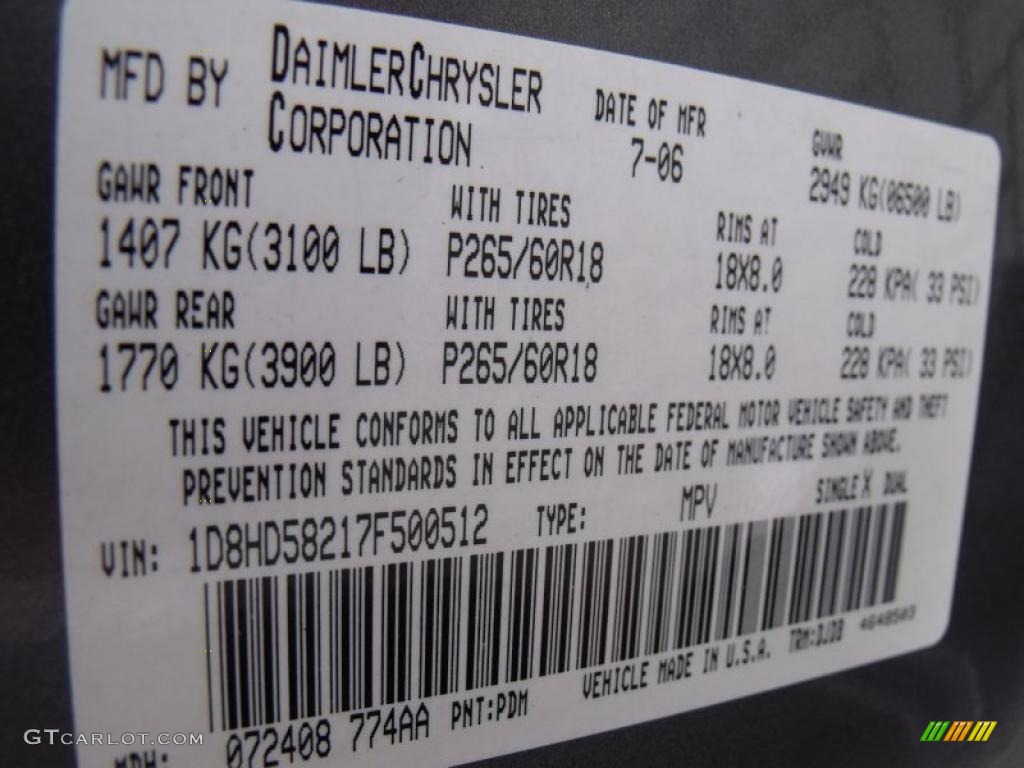 MFD BY DAIMLERCHRYSLER CORPORATION
DATE OF MFR 7-06
GVWR 2949 KG(06500 LB)
GAWR FRONT WITH TIRES RIMS AT COLD
1407 KG(3100 LB) P265/60R18 18X8.0 228 KPA( 33 PSI)
GAWR REAR WITH TIRES RIMS AT COLD
1770 KG(3900 LB) P265/60R18 18X8.0 228 KPA( 33 PSI)
THIS VEHICLE CONFORMS TO ALL APPLICABLE FEDERAL MOTOR VEHICLE SAFETY AND THEFT
PREVENTION STANDARDS IN EFFECT ON THE DATE OF MANUFACTURE SHOWN ABOVE.
VIN: 1D8HD58217F500512 TYPE: MPV SINGLE X DUAL
VEHICLE MADE IN U.S.A. TRM:DJDB
MDH: 072408 774AA PNT:PDM
GTCARLOT.COM